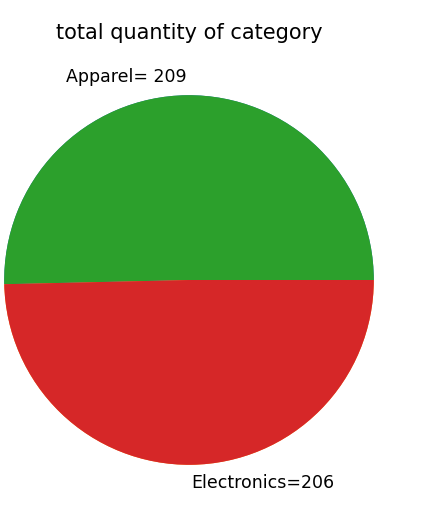 total quantity of category
Apparel= 209
Electronics=206